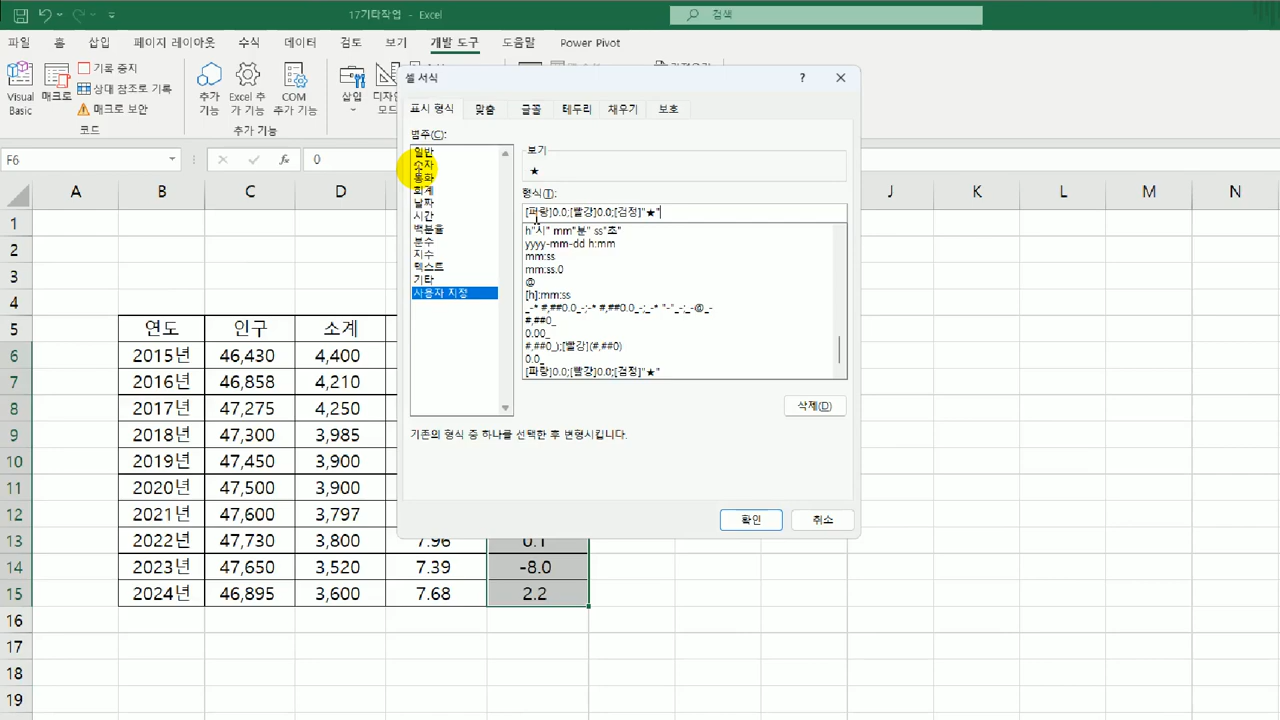 17기타작업 - Excel
검색
파일 홈 삽입 페이지 레이아웃 수식 데이터 검토 보기 개발 도구 도움말 Power Pivot
Visual Basic
매크로
기록 중지
상대 참조로 기록
매크로 보안
코드
추가 기능
Excel 추가 기능
COM 추가 기능
추가 기능
삽입
디자인 모드
셀 서식
표시 형식 맞춤 글꼴 테두리 채우기 보호
범주(C):
일반
숫자
통화
회계
날짜
시간
백분율
분수
지수
텍스트
기타
사용자 지정
보기
★
형식(T):
[파랑]0.0;[빨강]0.0;[검정]"★"
h"시" mm"분" ss"초"
yyyy-mm-dd h:mm
mm:ss
mm:ss.0
@
[h]:mm:ss
_-* #,##0.0_-;-* #,##0.0_-;_-* "-"_-;_-@_-
#,##0_
0.00_
#,##0_);[빨강](#,##0)
0.0_
[파랑]0.0;[빨강]0.0;[검정]"★"
삭제(D)
기존의 형식 중 하나를 선택한 후 변형시킵니다.
확인 취소
F6 fx 0
A B C D J K L M N
1
2
3
4
5 연도 인구 소계
6 2015년 46,430 4,400
7 2016년 46,858 4,210
8 2017년 47,275 4,250
9 2018년 47,300 3,985
10 2019년 47,450 3,900
11 2020년 47,500 3,900
12 2021년 47,600 3,797
13 2022년 47,730 3,800 7.96 0.1
14 2023년 47,650 3,520 7.39 -8.0
15 2024년 46,895 3,600 7.68 2.2
16
17
18
19